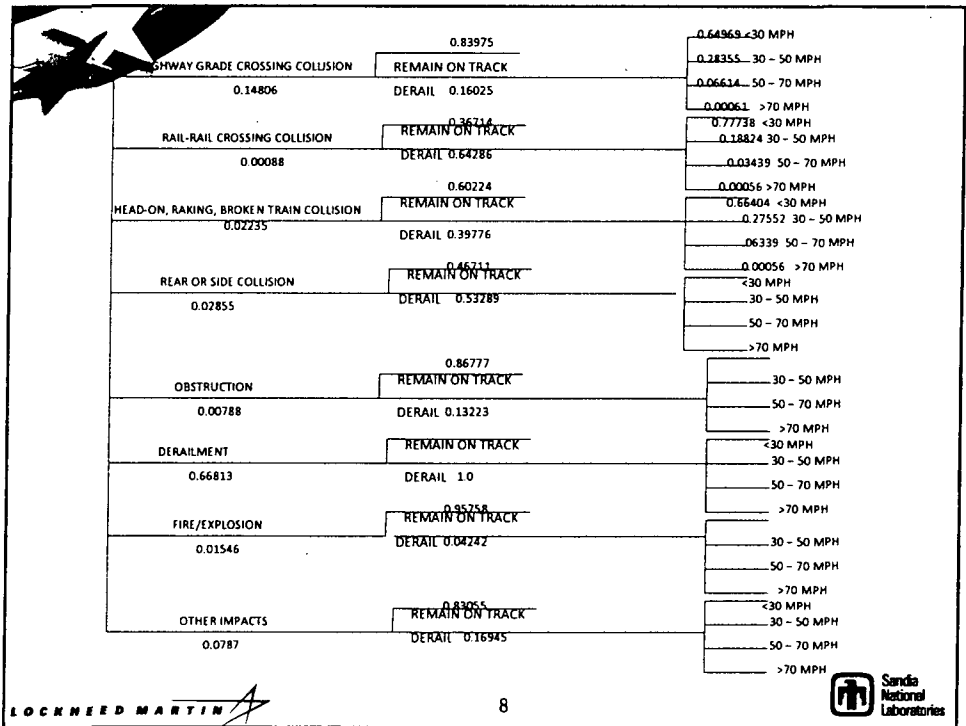 0.83975
0.64969 <30 MPH
GHWAY GRADE CROSSING COLLISION
REMAIN ON TRACK
0.28355 30 – 50 MPH
0.14806
DERAIL 0.16025
0.06614 50 – 70 MPH
0.00061 >70 MPH
0.36714
RAIL-RAIL CROSSING COLLISION
REMAIN ON TRACK
0.77738 <30 MPH
0.18824 30 – 50 MPH
0.00088
DERAIL 0.64286
0.03439 50 – 70 MPH
0.00056 >70 MPH
0.60224
HEAD-ON, RAKING, BROKEN TRAIN COLLISION
REMAIN ON TRACK
0.66404 <30 MPH
0.27552 30 – 50 MPH
0.02235
DERAIL 0.39776
.06339 50 – 70 MPH
0.00056 >70 MPH
0.46711
REAR OR SIDE COLLISION
REMAIN ON TRACK
<30 MPH
30 – 50 MPH
0.02855
DERAIL 0.53289
50 – 70 MPH
>70 MPH
0.86777
OBSTRUCTION
REMAIN ON TRACK
30 – 50 MPH
0.00788
DERAIL 0.13223
50 – 70 MPH
>70 MPH
DERAILMENT
REMAIN ON TRACK
<30 MPH
30 – 50 MPH
0.66813
DERAIL 1.0
50 – 70 MPH
>70 MPH
0.95758
FIRE/EXPLOSION
REMAIN ON TRACK
30 – 50 MPH
0.01546
DERAIL 0.04242
50 – 70 MPH
>70 MPH
0.83055
OTHER IMPACTS
REMAIN ON TRACK
<30 MPH
30 – 50 MPH
0.0787
DERAIL 0.16945
50 – 70 MPH
>70 MPH
LOCKHEED MARTIN
8
Sandia
National
Laboratories